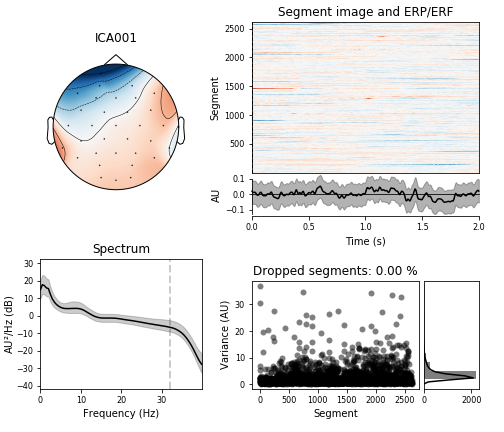 ICA001
Segment image and ERP/ERF
Segment
2500
2000
1500
1000
500
AU
0.1
0.0
−0.1
0.0 0.5 1.0 1.5 2.0
Time (s)
Spectrum
AU²/Hz (dB)
30
20
10
0
−10
−20
−30
−40
0 10 20 30
Frequency (Hz)
Dropped segments: 0.00 %
Variance (AU)
30
20
10
0
0 500 1000 1500 2000 2500
Segment
0 2000